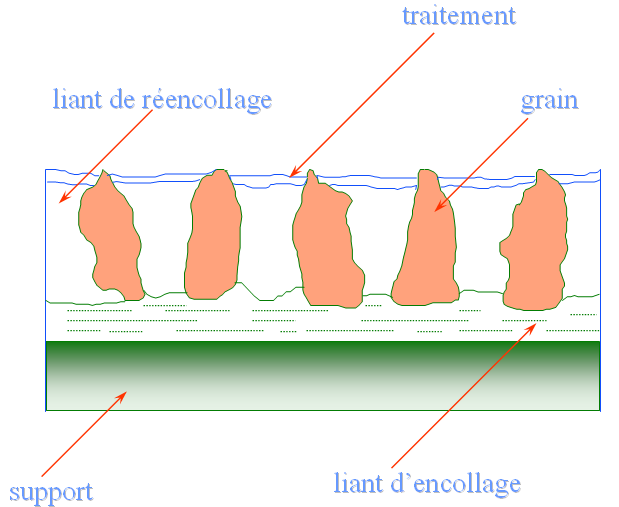 traitement
liant de réencollage
grain
liant d’encollage
support